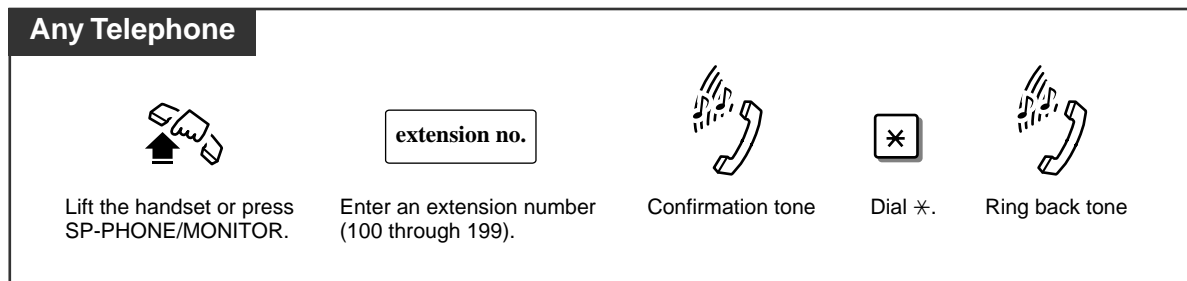 Any Telephone
extension no.
✳
Lift the handset or press
SP-PHONE/MONITOR.
Enter an extension number
(100 through 199).
Confirmation tone
Dial ✳.
Ring back tone